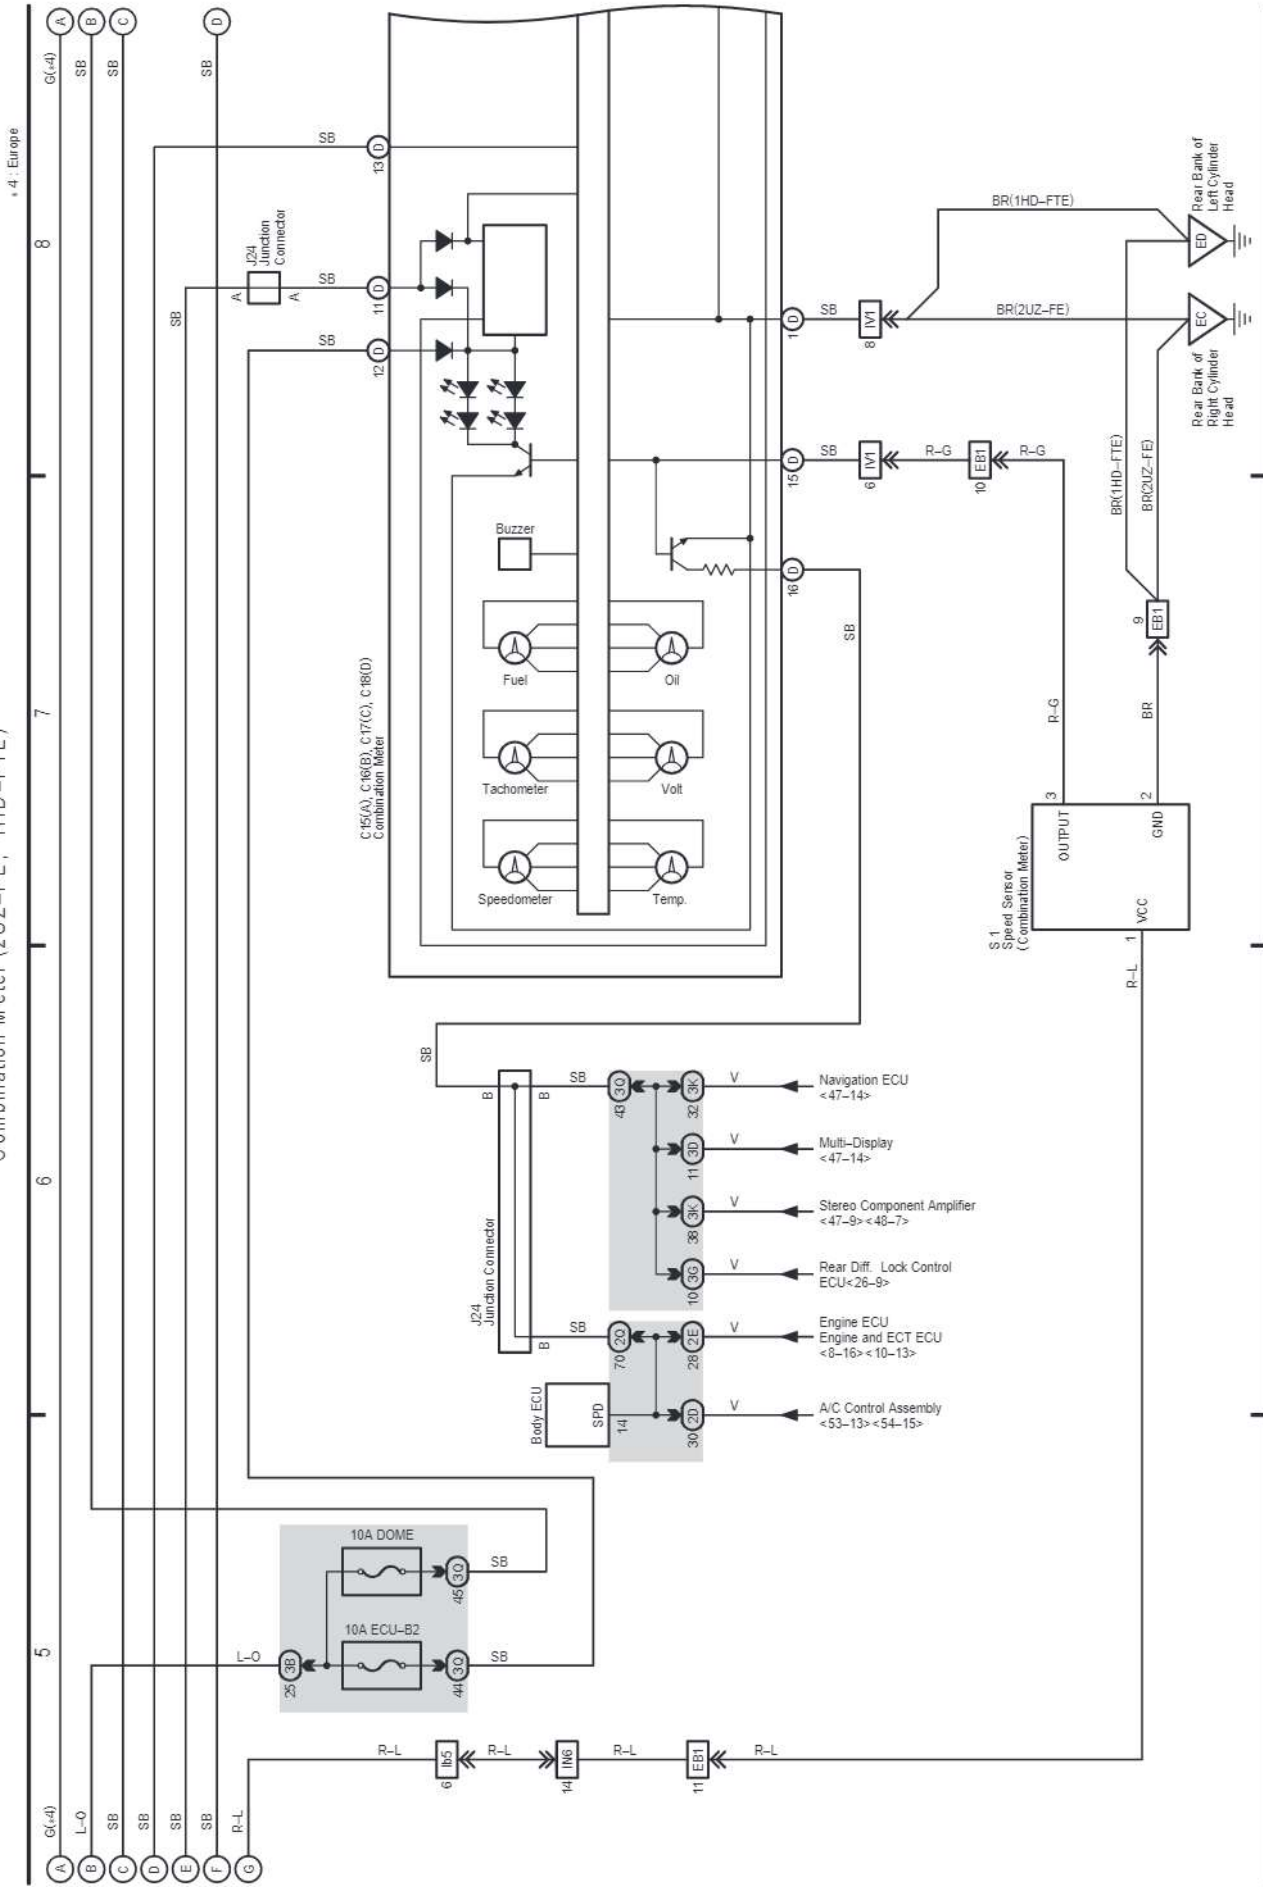 Combination Meter (2UZ–FE, 1HD–FTE)
∗4 : Europe
5
6
7
8
A
G(∗4)
G(∗4)
A
B
L–O
SB
B
C
SB
SB
C
D
SB
E
SB
SB
F
SB
SB
D
G
R–L
L–O
25
3B
10A ECU–B2
10A DOME
44
3Q
SB
45
3Q
SB
R–L
6
Ib5
R–L
14
IN6
R–L
11
EB1
R–L
J24
Junction Connector
SB
B
B
B
SB
SB
Body ECU
SPD
14
70
2Q
43
3Q
30
2D
V
A/C Control Assembly
<53–13><54–15>
28
2E
V
Engine ECU
Engine and ECT ECU
<8–16><10–13>
10
3G
V
Rear Diff. Lock Control
ECU<26–9>
38
3K
V
Stereo Component Amplifier
<47–9><48–7>
11
3D
V
Multi–Display
<47–14>
32
3K
V
Navigation ECU
<47–14>
C15(A), C16(B), C17(C), C18(D)
Combination Meter
J24
Junction
Connector
A
A
SB
SB
SB
12
D
11
D
13
D
Speedometer
Tachometer
Fuel
Buzzer
Temp.
Volt
Oil
16
D
SB
15
D
SB
6
IV1
R–G
10
EB1
R–G
R–G
1
D
SB
8
IV1
BR(2UZ–FE)
BR(1HD–FTE)
S 1
Speed Sensor
(Combination Meter)
R–L
1
VCC
3
OUTPUT
2
GND
BR
9
EB1
BR(1HD–FTE)
BR(2UZ–FE)
EC
Rear Bank of
Right Cylinder
Head
ED
Rear Bank of
Left Cylinder
Head